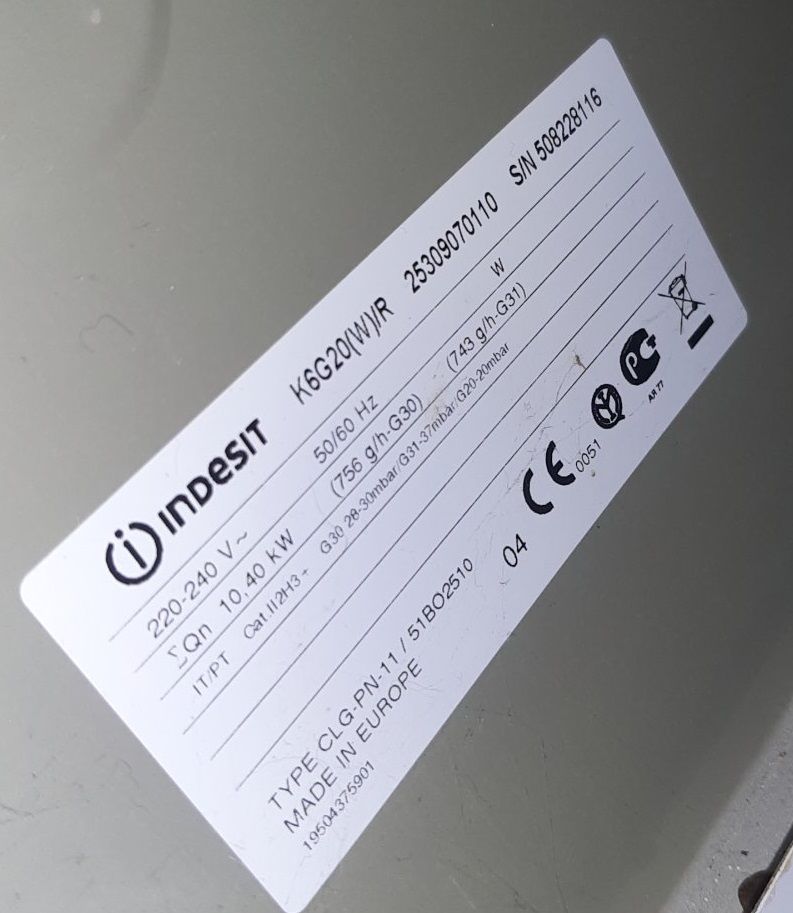 INDESIT K6G20(W)/R 25309070110 S/N 508228116
220-240 V~ 50/60 Hz W
ΣQn 10,40 kW (756 g/h-G30) (743 g/h-G31)
IT/PT Cat.II2H3+ G30 28-30mbar/G31-37mbar/G20-20mbar
TYPE CLG-PN-11 / 51BO2510 04 CE 0051
MADE IN EUROPE
19504375901
АЯ 77